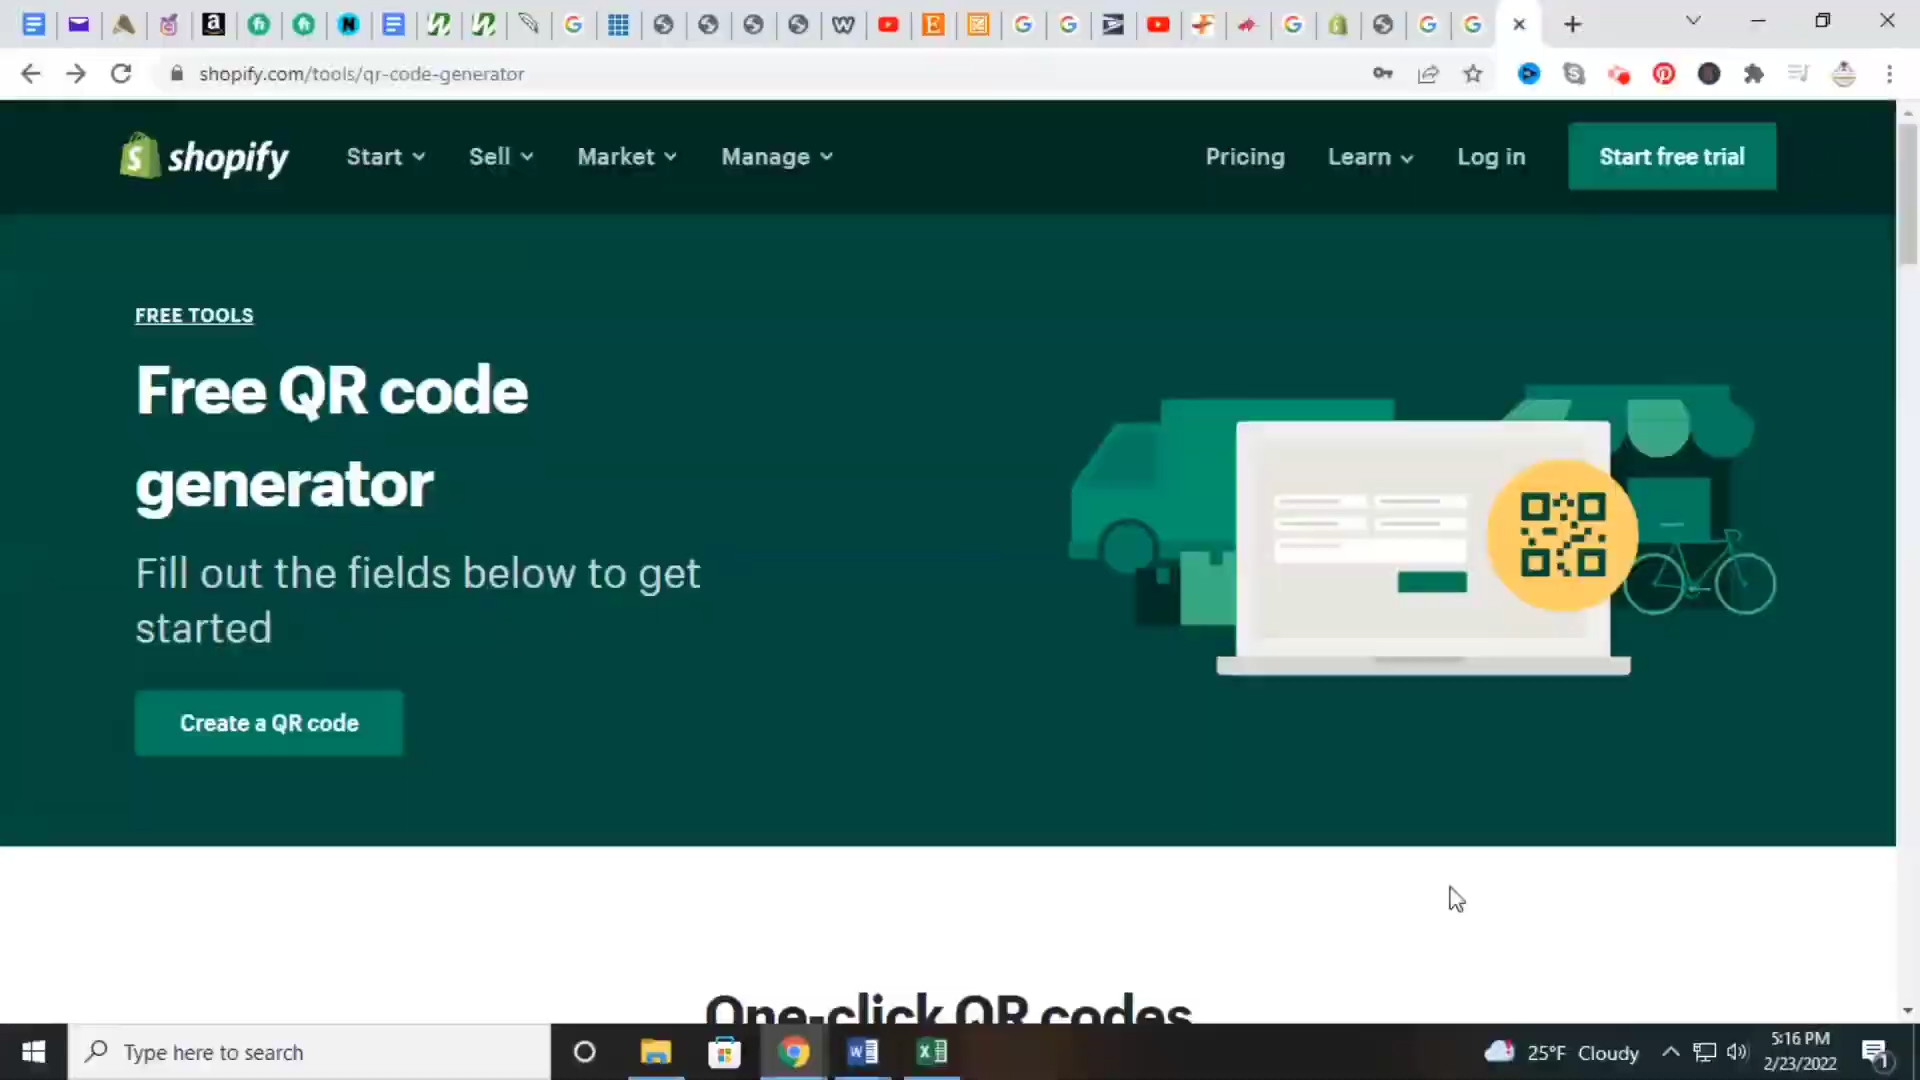 shopify.com/tools/qr-code-generator
shopify Start Sell Market Manage Pricing Learn Log in Start free trial
FREE TOOLS
Free QR code
generator
Fill out the fields below to get
started
Create a QR code
One-click QR codes
Type here to search
25°F Cloudy
5:16 PM
2/23/2022
1